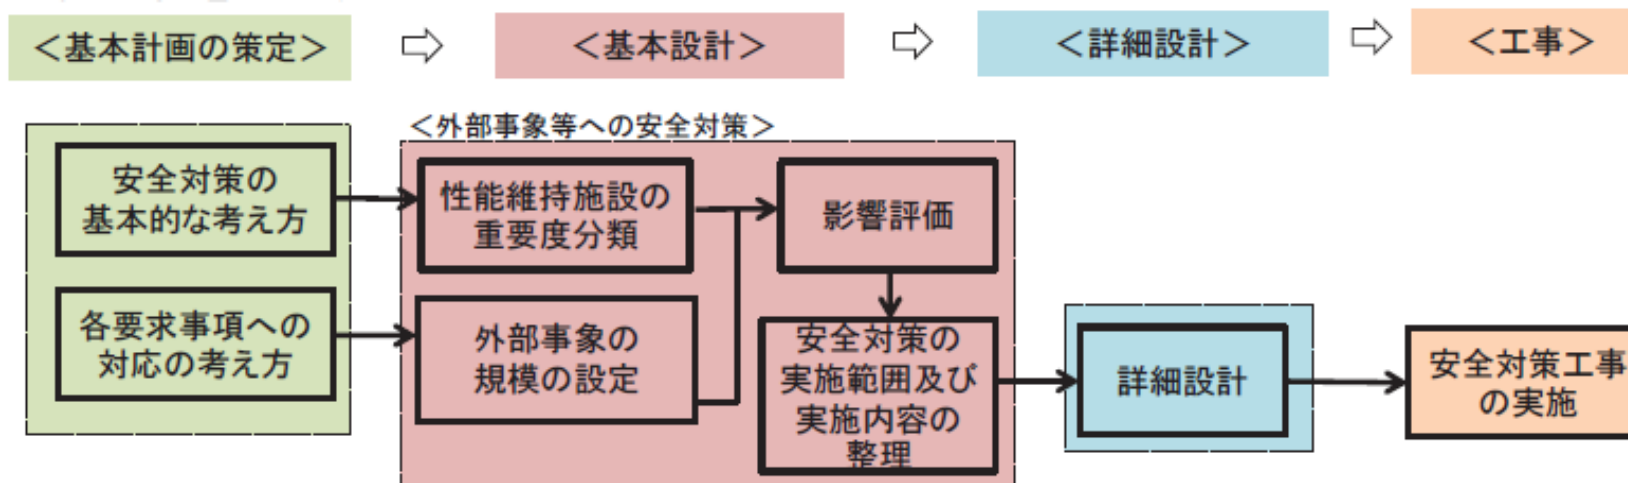 ＜基本計画の策定＞
⇨
＜基本設計＞
⇨
＜詳細設計＞
⇨
＜工事＞
＜外部事象等への安全対策＞
安全対策の
基本的な考え方
各要求事項への
対応の考え方
性能維持施設の
重要度分類
外部事象の
規模の設定
影響評価
安全対策の
実施範囲及び
実施内容の
整理
詳細設計
安全対策工事
の実施